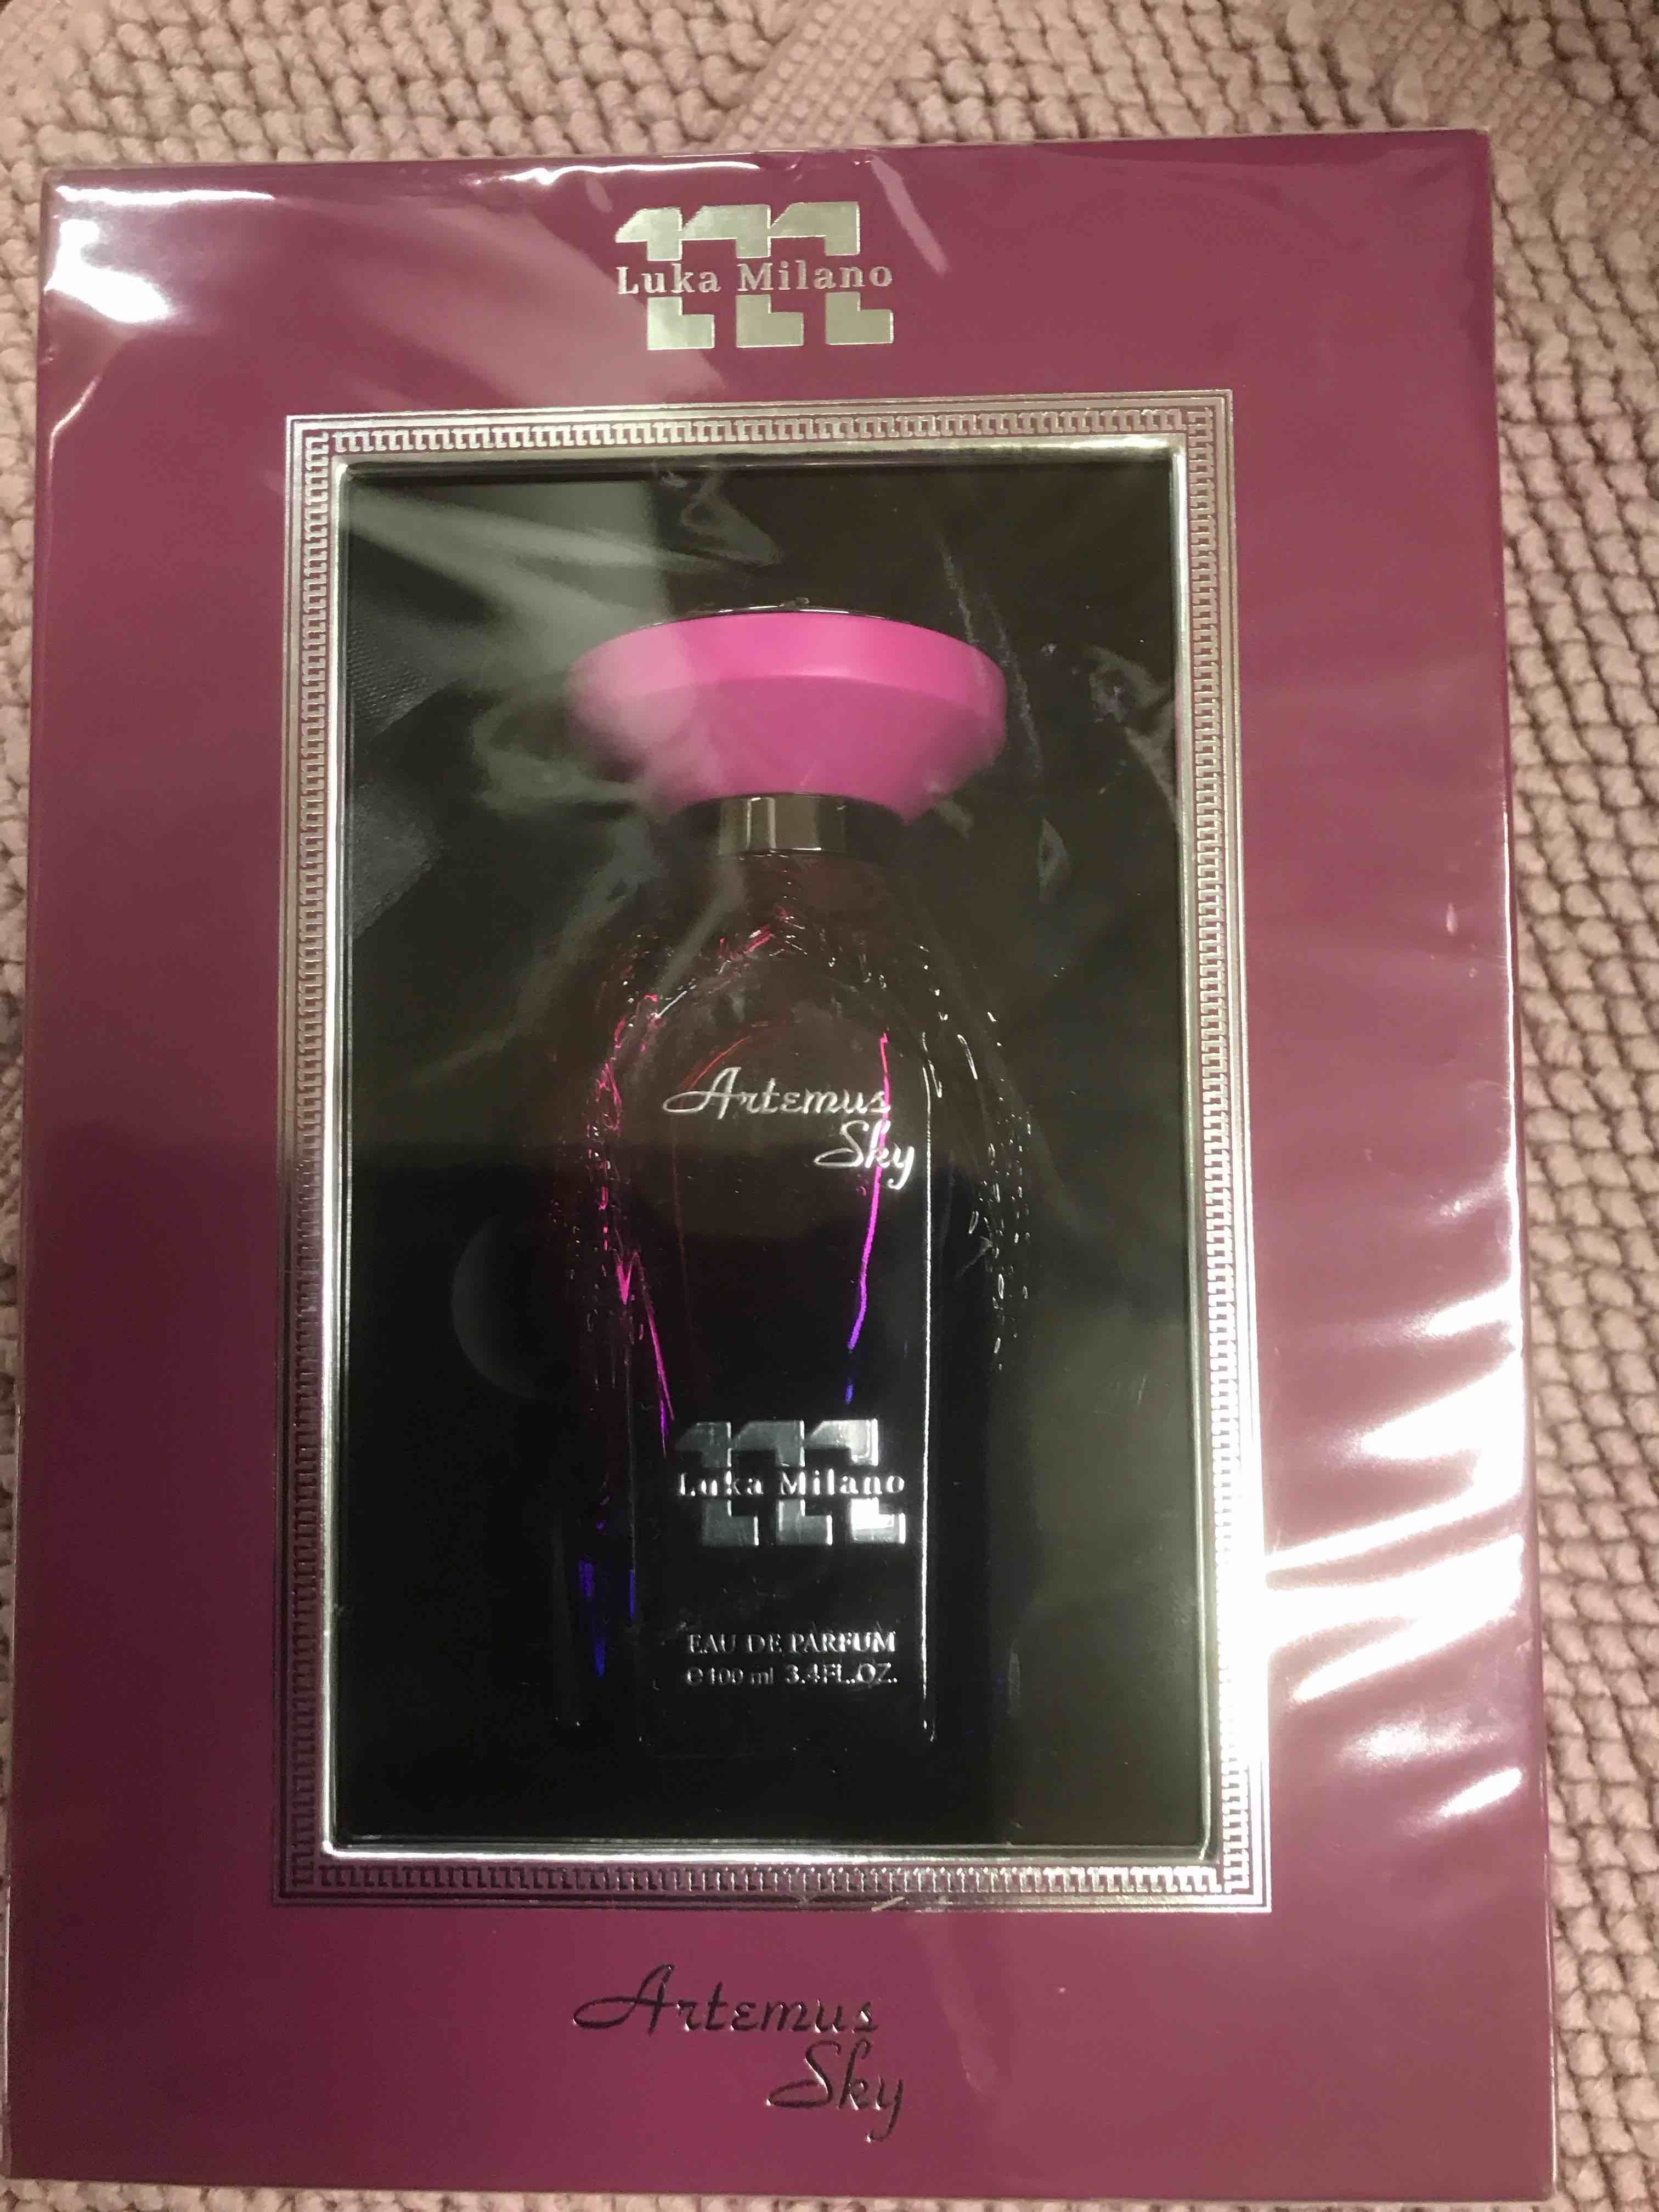 Luka Milano
Artemus
Sky
Luka Milano
EAU DE PARFUM
℮ 100 ml 3.4FL.OZ.
Artemus
Sky